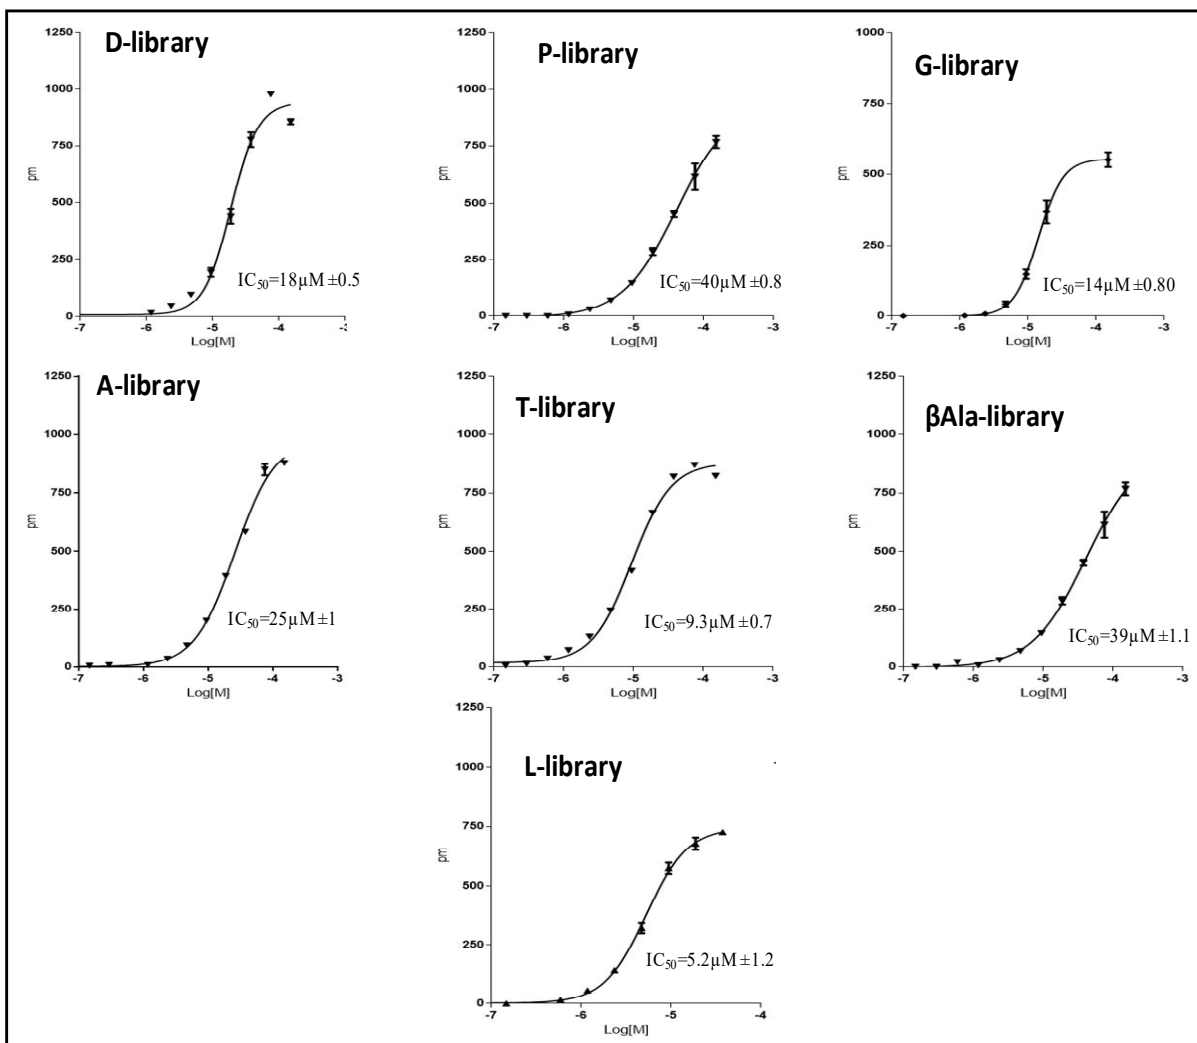 D-library
1250
1000
750
500
250
0
pm
-7
-6
-5
-4
-3
Log[M]
IC50=18µM±0.5
P-library
1250
1000
750
500
250
0
pm
-7
-6
-5
-4
-3
Log[M]
IC50=40µM±0.8
G-library
1000
750
500
250
0
pm
-7
-6
-5
-4
-3
Log[M]
IC50=14µM±0.80
A-library
1250
1000
750
500
250
0
pm
-7
-6
-5
-4
-3
Log[M]
IC50=25µM±1
T-library
1250
1000
750
500
250
0
pm
-7
-6
-5
-4
-3
Log[M]
IC50=9.3µM±0.7
βAla-library
1250
1000
750
500
250
0
pm
-8
-7
-6
-5
-4
-3
Log[M]
IC50=39µM±1.1
L-library
1250
1000
750
500
250
0
pm
-7
-6
-5
-4
Log[M]
IC50=5.2µM±1.2